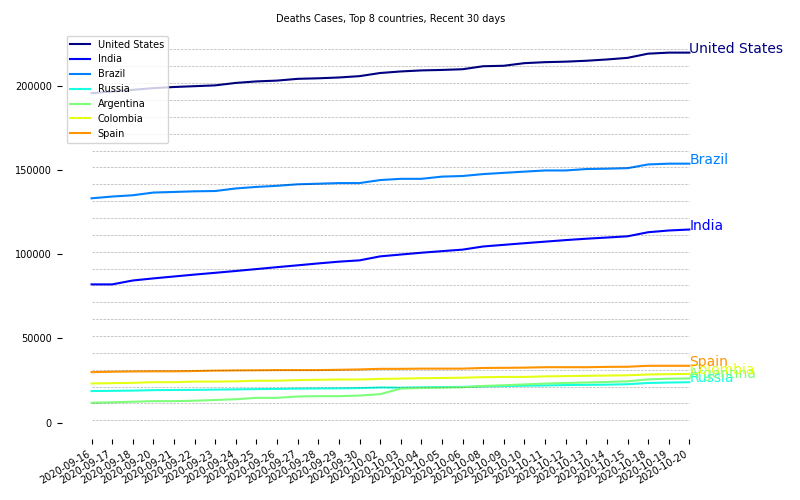 Deaths Cases, Top 8 countries, Recent 30 days
United States
India
Brazil
Russia
Argentina
Colombia
Spain
200000
150000
100000
50000
0
United States
Brazil
India
Spain
Colombia
Argentina
Russia
2020-09-16
2020-09-17
2020-09-18
2020-09-20
2020-09-21
2020-09-22
2020-09-23
2020-09-24
2020-09-25
2020-09-26
2020-09-27
2020-09-28
2020-09-29
2020-09-30
2020-10-02
2020-10-03
2020-10-04
2020-10-05
2020-10-06
2020-10-08
2020-10-09
2020-10-10
2020-10-11
2020-10-12
2020-10-13
2020-10-14
2020-10-15
2020-10-18
2020-10-19
2020-10-20